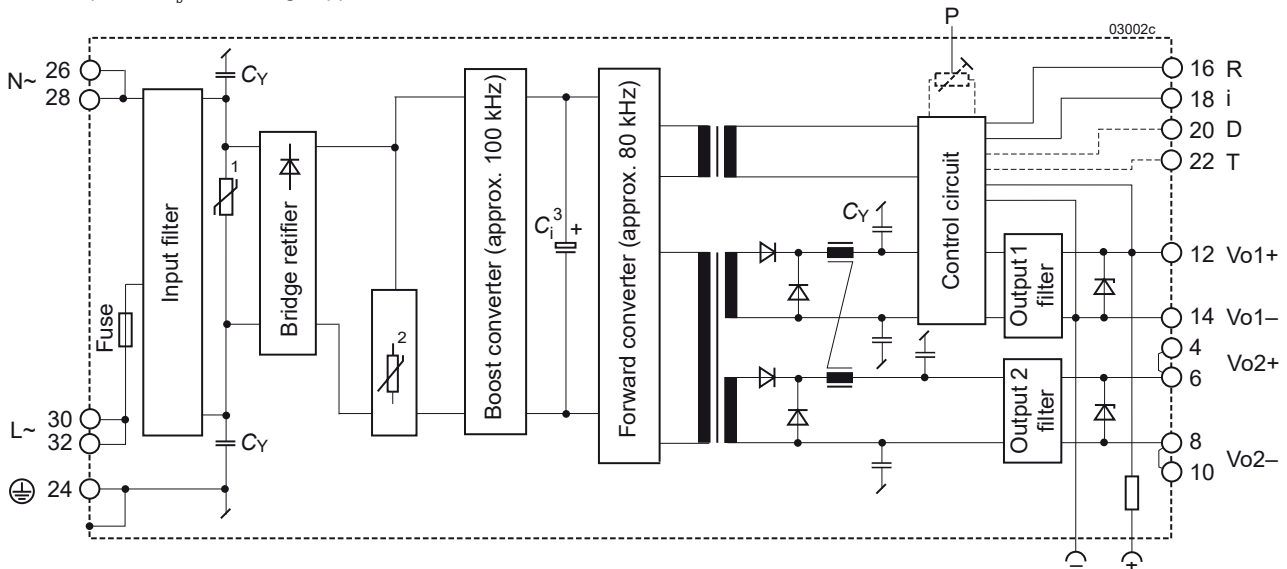 P
03002c
N~
26
28
CY
Input filter
Fuse
1
CY
L~
30
32
24
Bridge retifier
2
Boost converter (approx. 100 kHz)
Ci
3
+
Forward converter (approx. 80 kHz)
CY
Control circuit
Output 1
filter
Output 2
filter
16 R
18 i
20 D
22 T
12 Vo1+
14 Vo1–
4
Vo2+
6
8
Vo2–
10
–
+